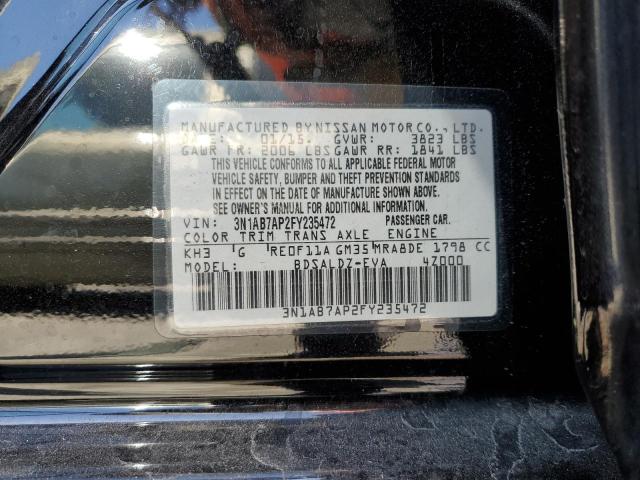 MANUFACTURED BY NISSAN MOTOR CO., LTD.
01/15 GVWR: 3823 LBS
GAWR FR: 2006 LBS GAWR RR: 1841 LBS
THIS VEHICLE CONFORMS TO ALL APPLICABLE FEDERAL MOTOR
VEHICLE SAFETY, BUMPER AND THEFT PREVENTION STANDARDS
IN EFFECT ON THE DATE OF MANUFACTURE SHOWN ABOVE.
SEE OWNER'S MANUAL FOR ADDITIONAL INFORMATION.
VIN: 3N1AB7AP2FY235472 PASSENGER CAR.
COLOR TRIM TRANS AXLE ENGINE
KH3 G RE0F11A GM35 MRA8DE 1798 CC
MODEL: BDSALDZ-EVA 4Z000
3N1AB7AP2FY235472